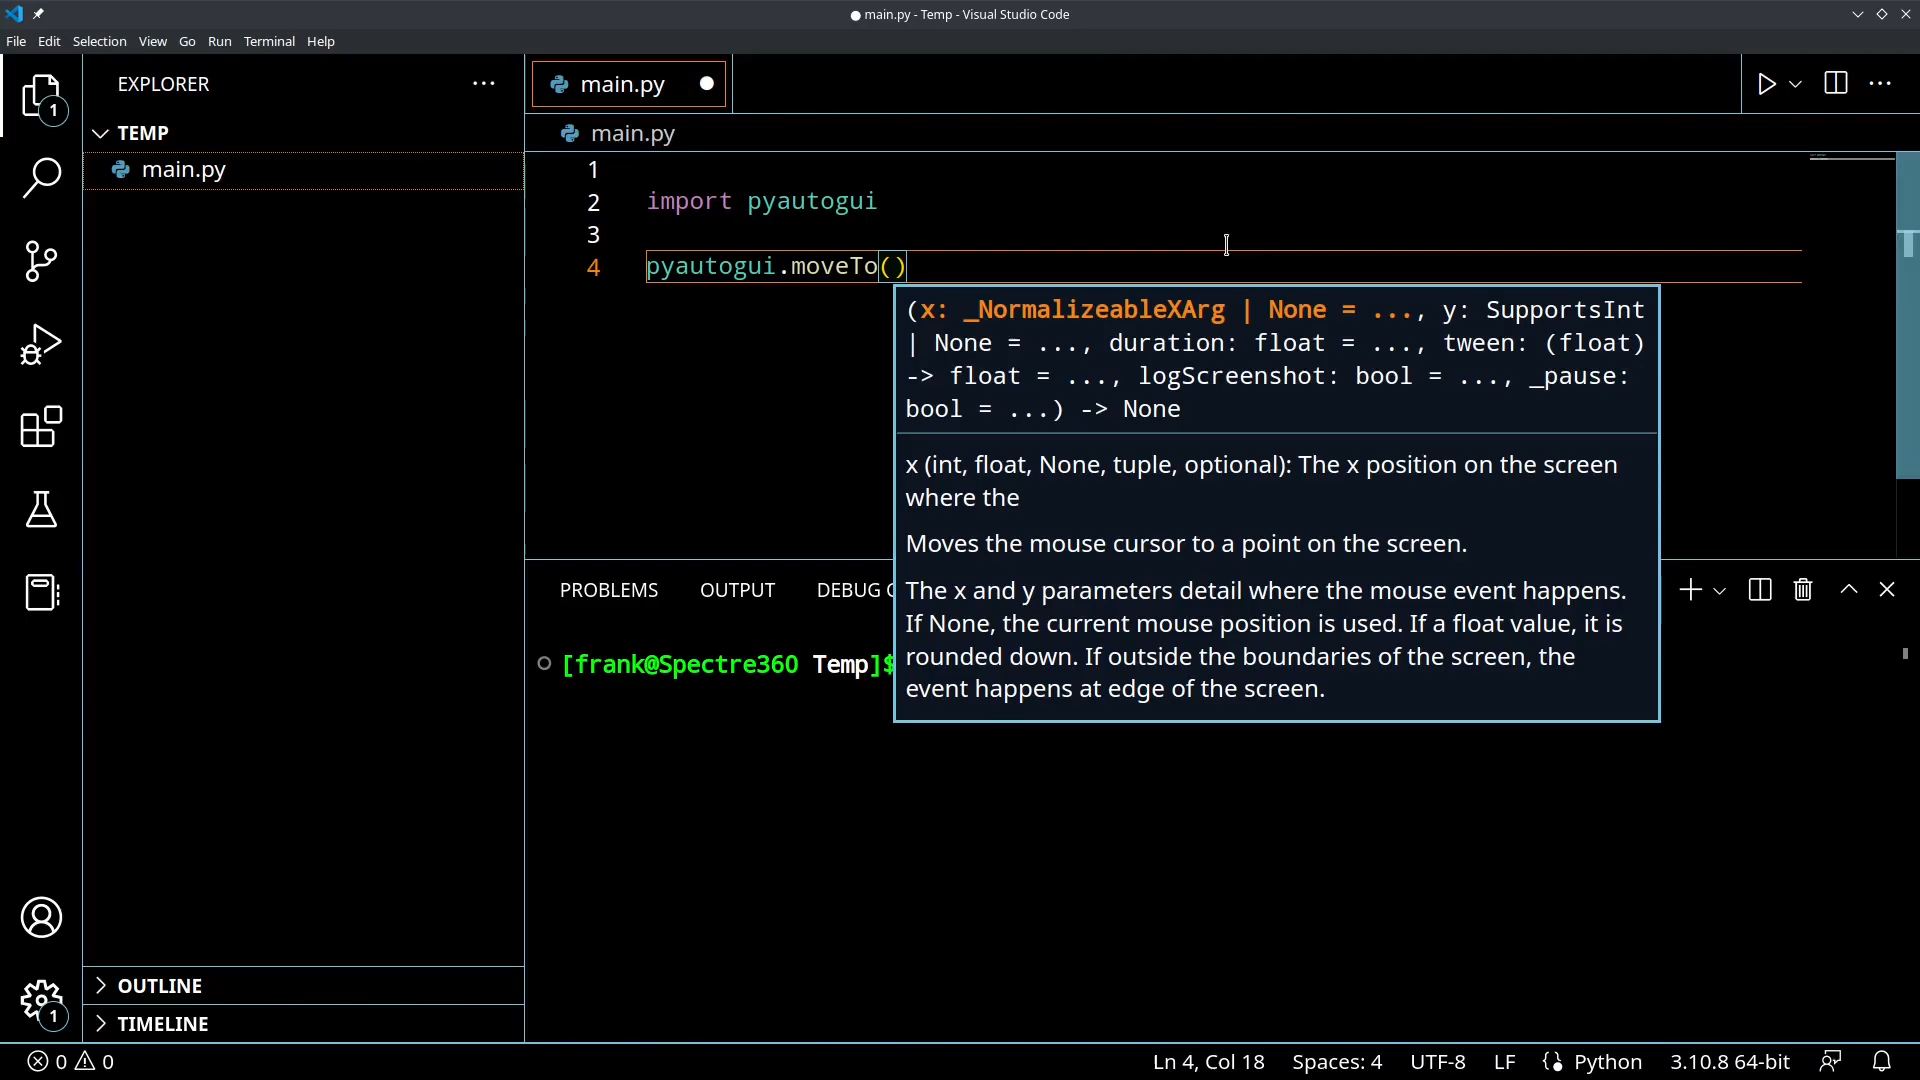 main.py - Temp - Visual Studio Code
File Edit Selection View Go Run Terminal Help
EXPLORER
TEMP
main.py
OUTLINE
TIMELINE
1
1
main.py
main.py
1
2 import pyautogui
3
4 pyautogui.moveTo()
(x: _NormalizeableXArg | None = ..., y: SupportsInt
| None = ..., duration: float = ..., tween: (float)
-> float = ..., logScreenshot: bool = ..., _pause:
bool = ...) -> None
x (int, float, None, tuple, optional): The x position on the screen
where the
Moves the mouse cursor to a point on the screen.
The x and y parameters detail where the mouse event happens.
If None, the current mouse position is used. If a float value, it is
rounded down. If outside the boundaries of the screen, the
event happens at edge of the screen.
PROBLEMS OUTPUT DEBUG
[frank@Spectre360 Temp]$
0 0 Ln 4, Col 18 Spaces: 4 UTF-8 LF Python 3.10.8 64-bit